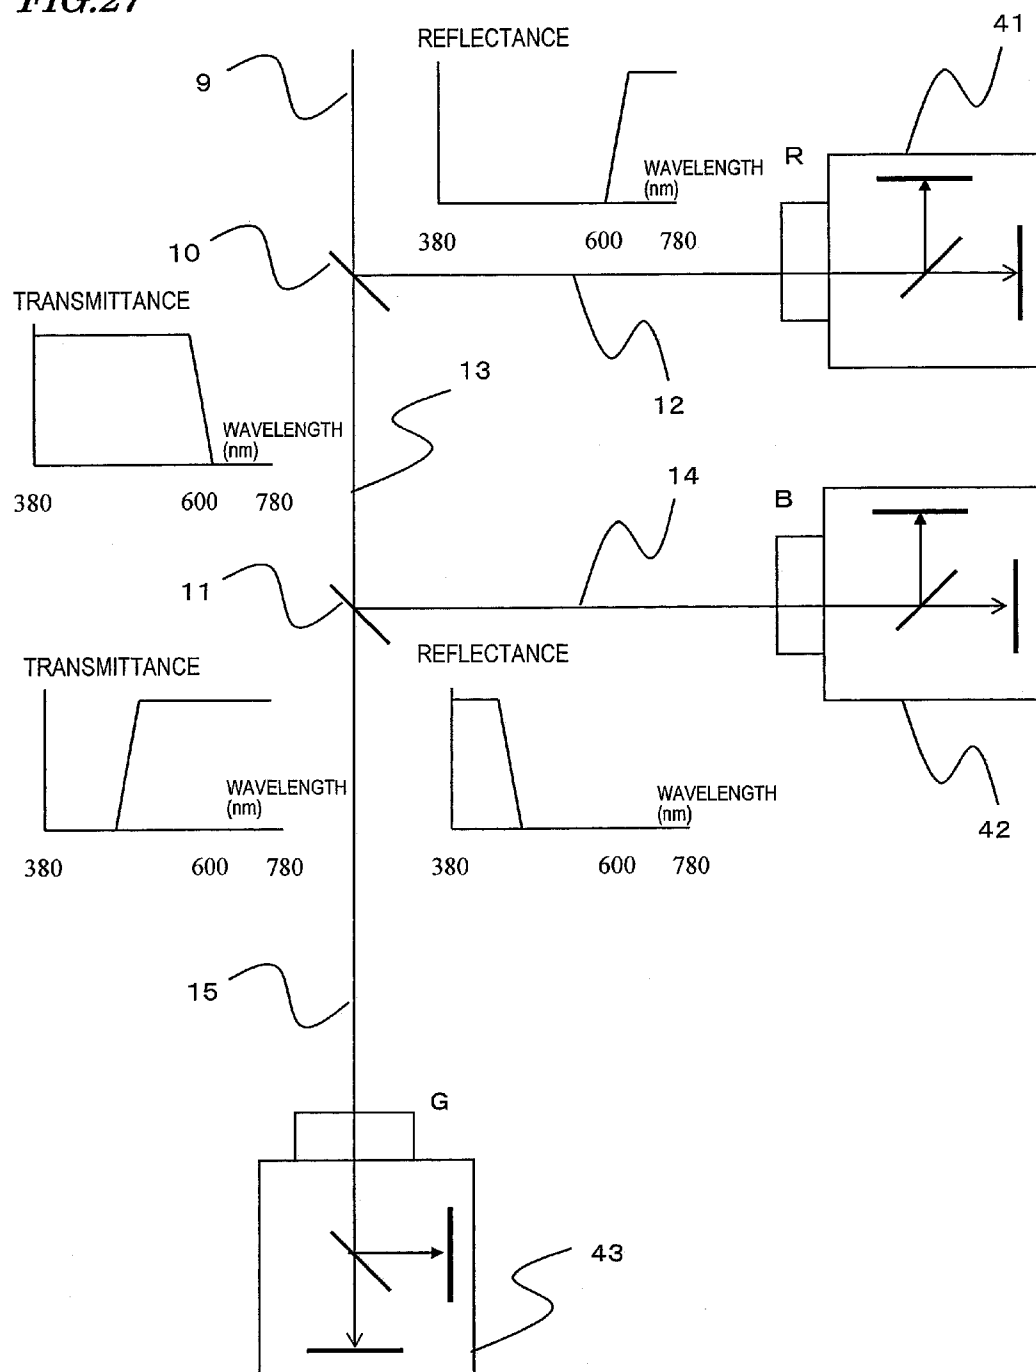 FIG.27
41
REFLECTANCE
9
R
WAVELENGTH
(nm)
380 600 780
10
TRANSMITTANCE
13
12
WAVELENGTH
(nm)
380 600 780
14
B
11
TRANSMITTANCE
REFLECTANCE
WAVELENGTH
(nm)
WAVELENGTH
(nm)
42
380 600 780
380 600 780
15
G
43